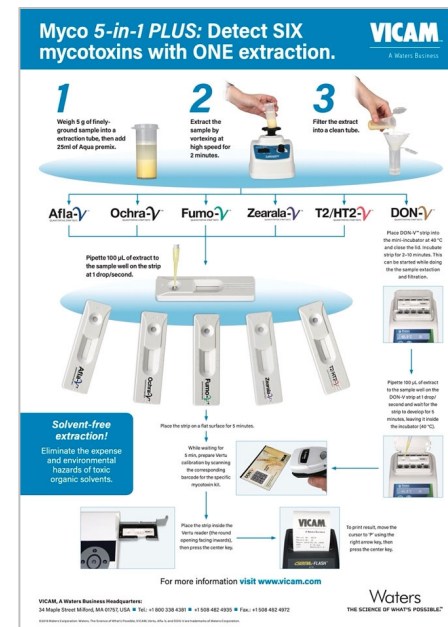 Myco 5-in-1 PLUS: Detect SIX
mycotoxins with ONE extraction.
VICAM
A Waters Business
1
Weigh 5 g of finely-
ground sample into a
extraction tube, then add
25ml of Aqua premix.
2
Extract the
sample by
vortexing at
high speed for
2 minutes.
3
Filter the extract
into a clean tube.
Afla-V
Ochra-V
Fumo-V
Zearala-V
T2/HT2-V
DON-V
Pipette 100 µL of extract to
the sample well on the strip
at 1 drop/second.
Place DON-V™ strip into
the mini-incubator at 40 °C
and close the lid. Incubate
strip for 2-10 minutes. This
can be started while doing
the the sample extaction
and filtration.
Afla-V
Ochra-V
Fumo-V
Zearala-V
T2/HT2-V
Pipette 100 µL of extract
to the sample well on the
DON-V strip at 1 drop/
second and wait for the
strip to develop for 5
minutes, leaving it inside
the incubator (40 °C).
Solvent-free
extraction!
Eliminate the expense
and environmental
hazards of toxic
organic solvents.
Place the strip on a flat surface for 5 minutes.
While waiting for
5 min, prepare Vertu
calibration by scanning
the corresponding
barcode for the specific
mycotoxin kit.
Place the strip inside the
Vertu reader (the round
opening facing inwards),
then press the center key.
VICAM
To print result, move the
cursor to 'P' using the
right arrow key, then
press the center key.
For more information visit www.vicam.com
VICAM, A Waters Business Headquarters:
34 Maple Street Milford, MA 01757, USA ■ Tel: +1 800 338 4381 ■ +1 508 482 4935 ■ Fax: +1 508 482 4972
Waters
THE SCIENCE OF WHAT'S POSSIBLE.™